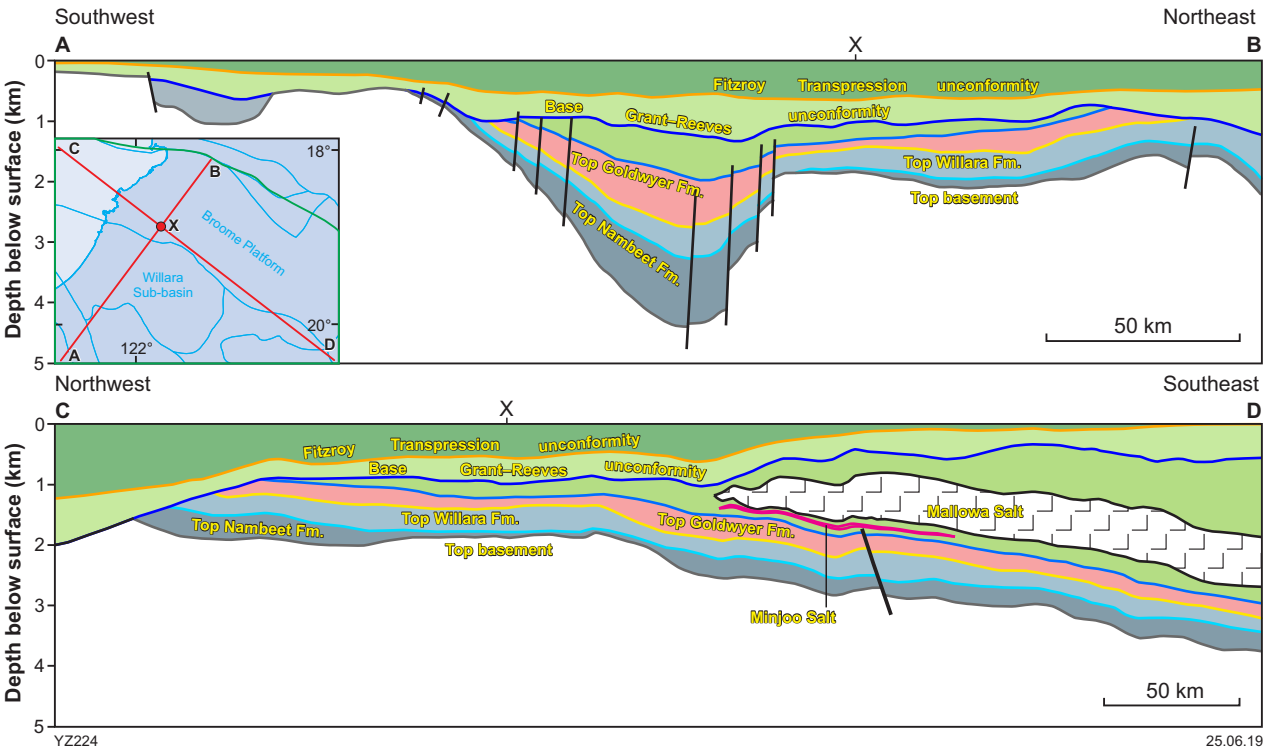 Southwest
Northeast
A
X
B
Depth below surface (km)
0
1
2
3
4
5
Fitzroy Transpression unconformity
Base Grant–Reeves unconformity
Top Goldwyer Fm.
Top Willara Fm.
Top Nambeet Fm.
Top basement
50 km
C
18°
B
X
Broome Platform
Willara
Sub-basin
20°
A
122°
D
Northwest
Southeast
C
X
D
Depth below surface (km)
0
1
2
3
4
5
Fitzroy Transpression unconformity
Base Grant–Reeves unconformity
Mallowa Salt
Top Nambeet Fm.
Top Willara Fm.
Top Goldwyer Fm.
Top basement
Minjoo Salt
50 km
YZ224
25.06.19